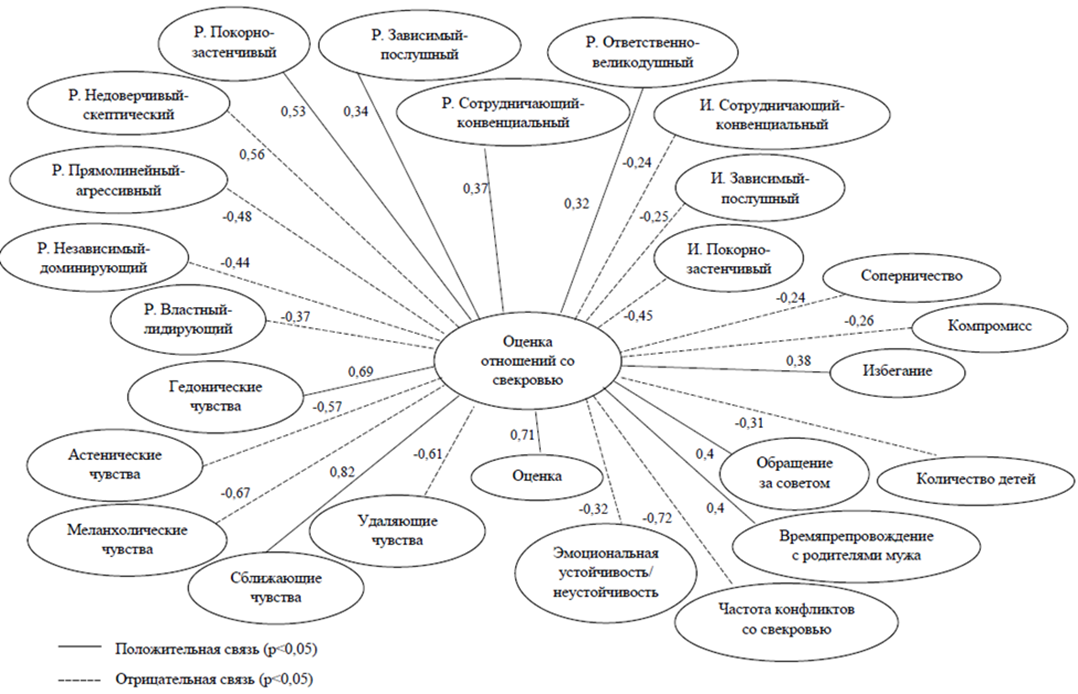 Р. Покорно-
застенчивый
Р. Зависимый-
послушный
Р. Ответственно-
великодушный
Р. Недоверчивый-
скептический
Р. Сотрудничающий-
конвенциальный
И. Сотрудничающий-
конвенциальный
0,53
0,34
0,56
-0,24
Р. Прямолинейный-
агрессивный
0,37
0,32
И. Зависимый-
послушный
-0,48
-0,25
Р. Независимый-
доминирующий
-0,44
И. Покорно-
застенчивый
Соперничество
Р. Властный-
лидирующий
-0,37
-0,45
-0,24
Компромисс
-0,26
Оценка
отношений со
свекровью
Гедонические
чувства
0,69
0,38
Избегание
-0,57
-0,31
Астенические
чувства
0,82
-0,61
0,71
0,4
Обращение
за советом
Количество детей
Оценка
-0,67
Меланхолические
чувства
Удаляющие
чувства
-0,32
-0,72
0,4
Времяпрепровождение
с родителями мужа
Эмоциональная
устойчивость/
неустойчивость
Сближающие
чувства
Частота конфликтов
со свекровью
Положительная связь (p<0,05)
Отрицательная связь (p<0,05)